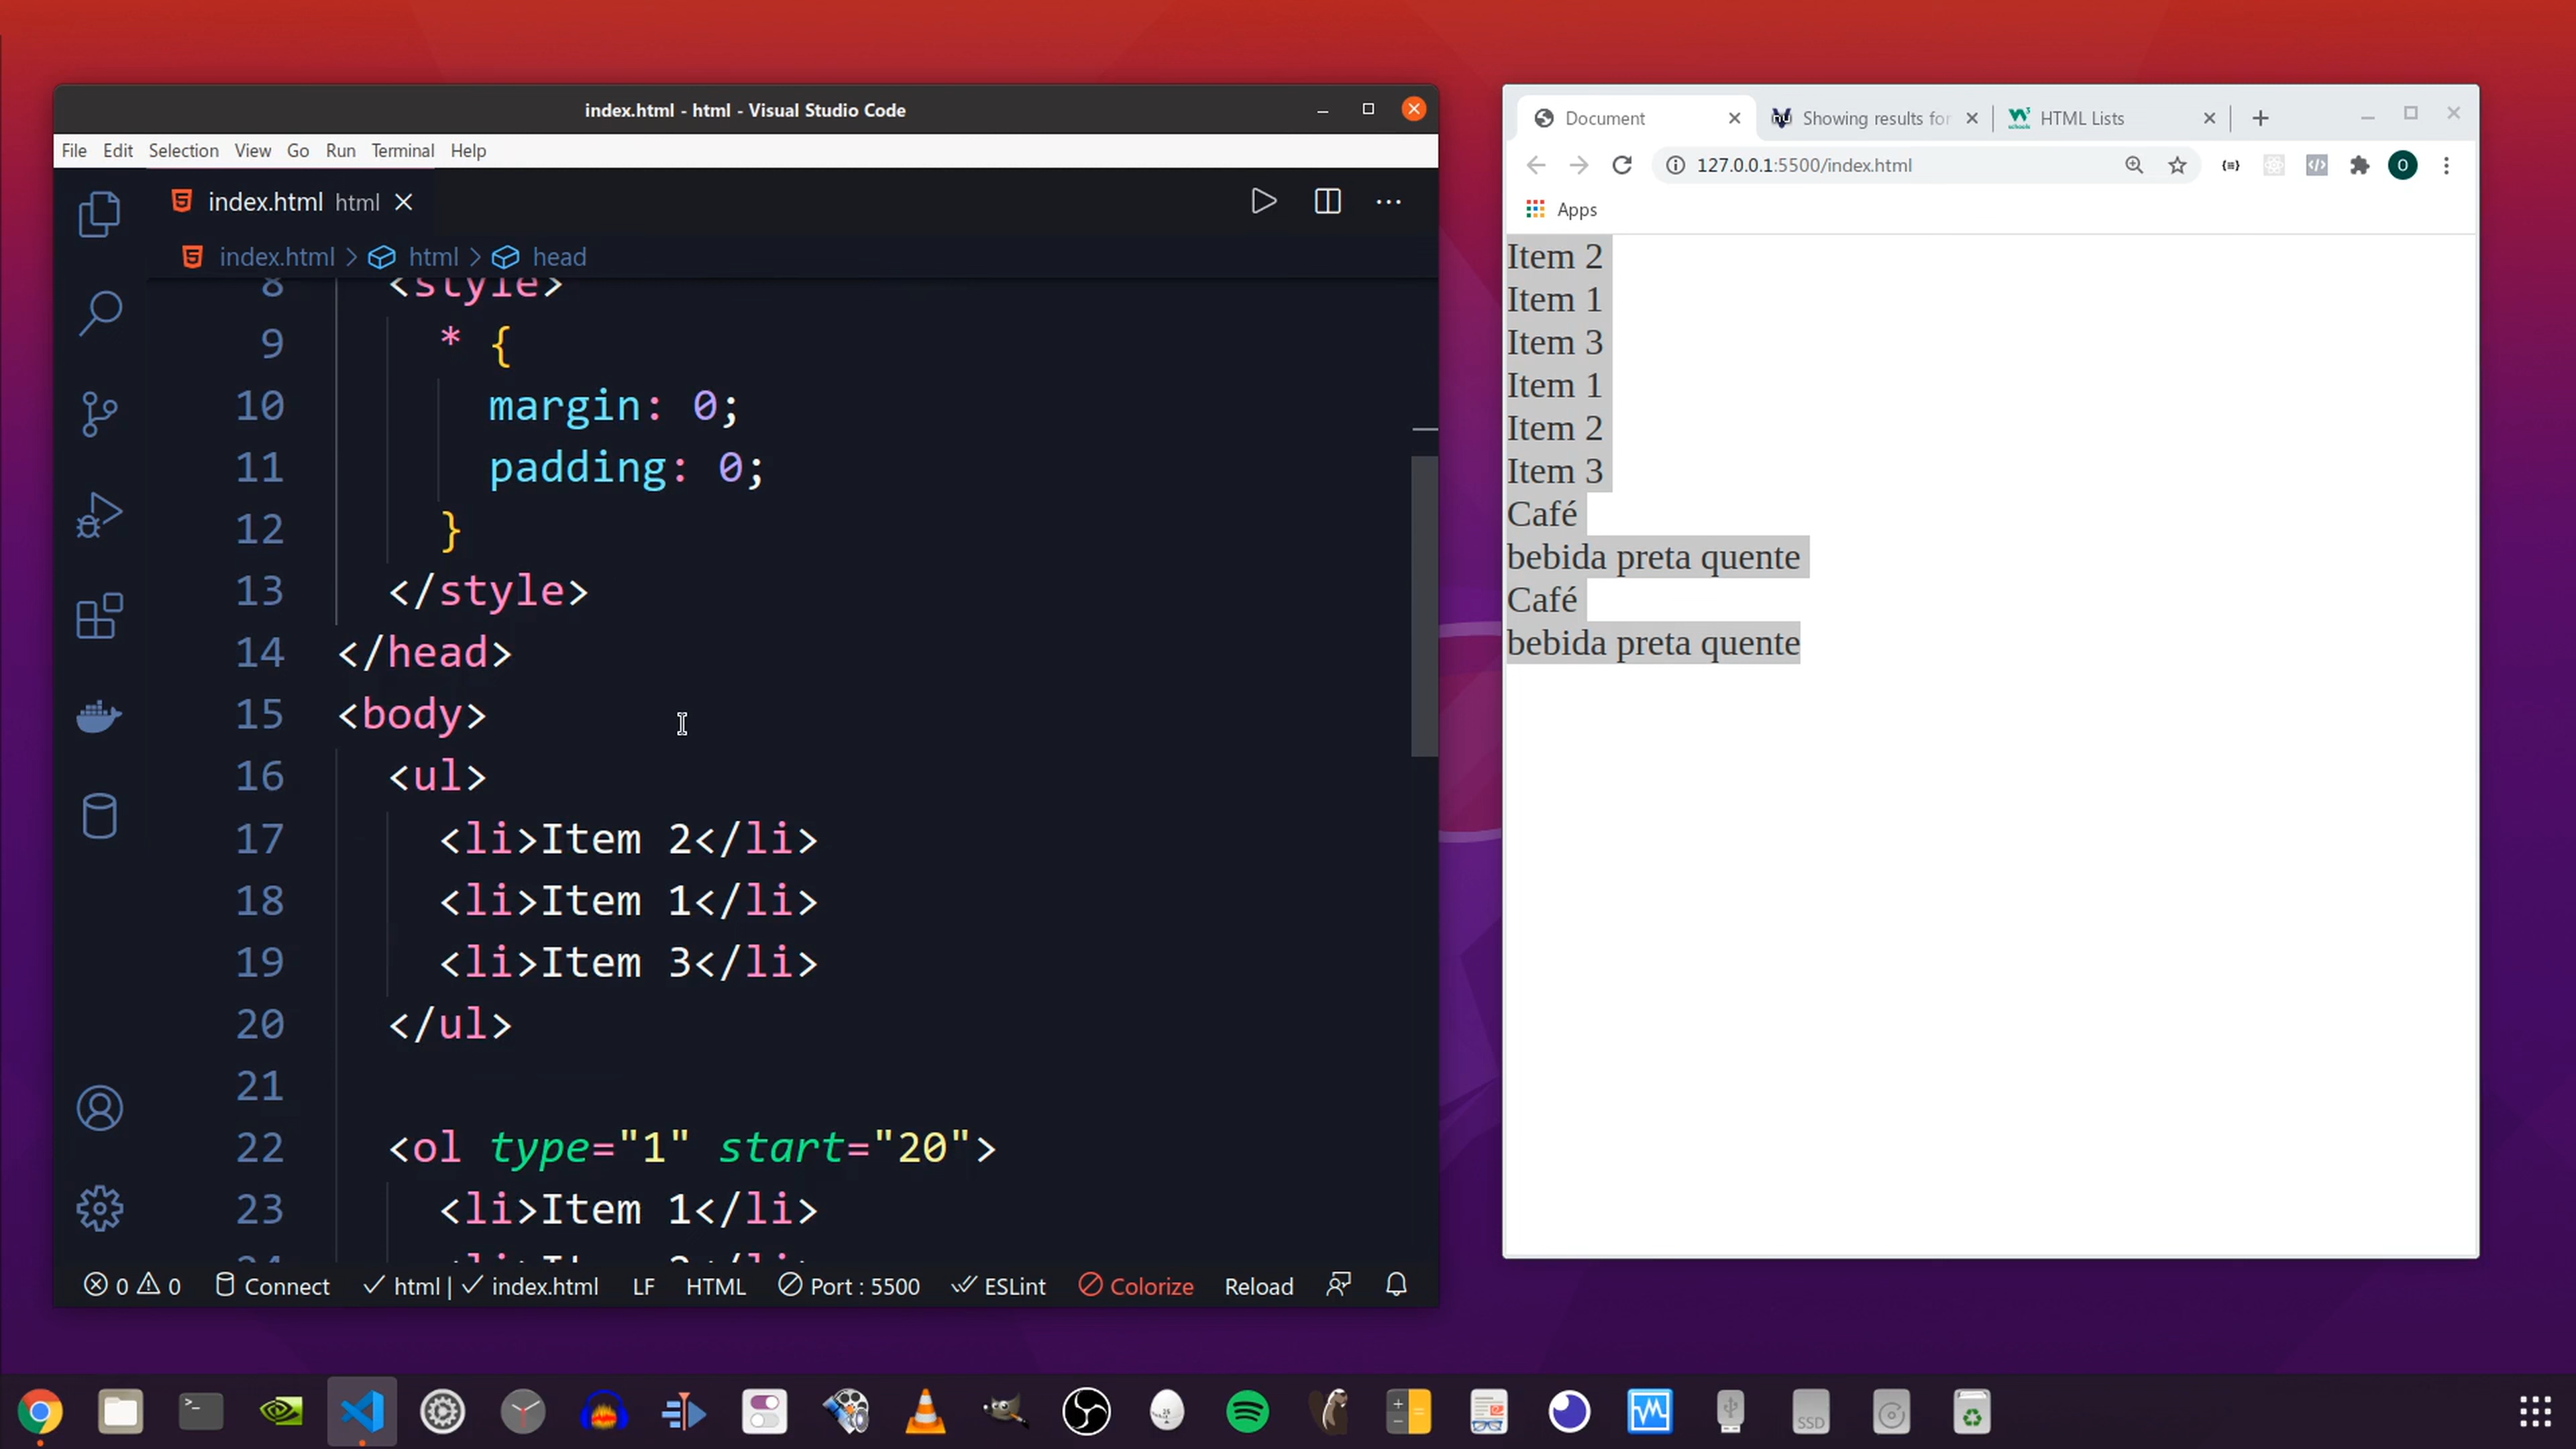 index.html - html - Visual Studio Code
File Edit Selection View Go Run Terminal Help
index.html html
index.html > html > head
8 <style>
9 * {
10 margin: 0;
11 padding: 0;
12 }
13 </style>
14 </head>
15 <body>
16 <ul>
17 <li>Item 2</li>
18 <li>Item 1</li>
19 <li>Item 3</li>
20 </ul>
21
22 <ol type="1" start="20">
23 <li>Item 1</li>
0 0 Connect html | index.html LF HTML Port : 5500 ESLint Colorize Reload
Document Showing results for HTML Lists
127.0.0.1:5500/index.html O
Apps
Item 2
Item 1
Item 3
Item 1
Item 2
Item 3
Café
bebida preta quente
Café
bebida preta quente
SSD